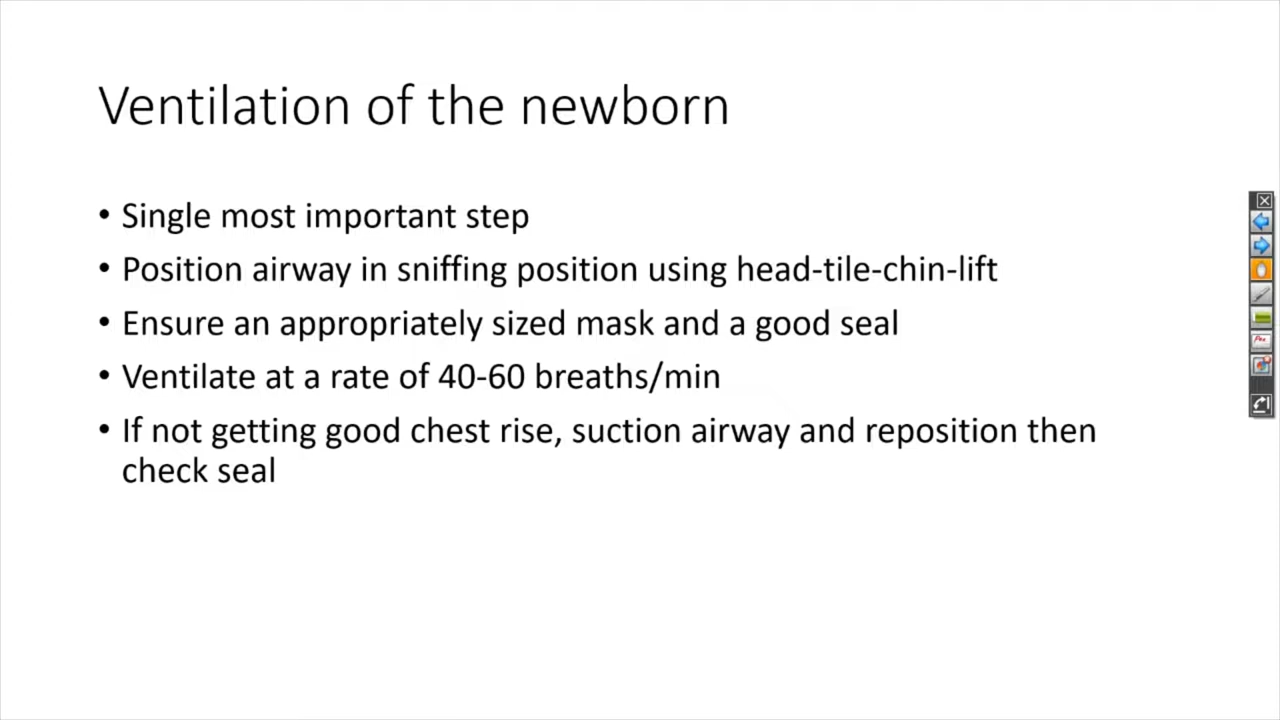 Ventilation of the newborn
• Single most important step
• Position airway in sniffing position using head-tile-chin-lift
• Ensure an appropriately sized mask and a good seal
• Ventilate at a rate of 40-60 breaths/min
• If not getting good chest rise, suction airway and reposition then
check seal